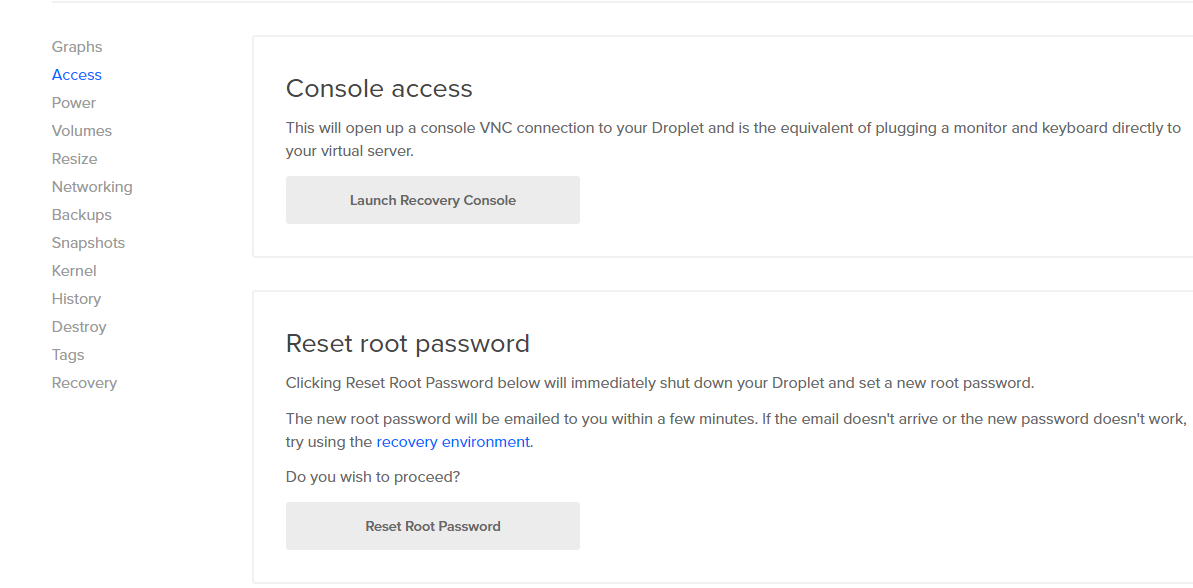 Graphs
Access
Power
Volumes
Resize
Networking
Backups
Snapshots
Kernel
History
Destroy
Tags
Recovery
Console access
This will open up a console VNC connection to your Droplet and is the equivalent of plugging a monitor and keyboard directly to
your virtual server.
Launch Recovery Console
Reset root password
Clicking Reset Root Password below will immediately shut down your Droplet and set a new root password.
The new root password will be emailed to you within a few minutes. If the email doesn't arrive or the new password doesn't work,
try using the recovery environment.
Do you wish to proceed?
Reset Root Password